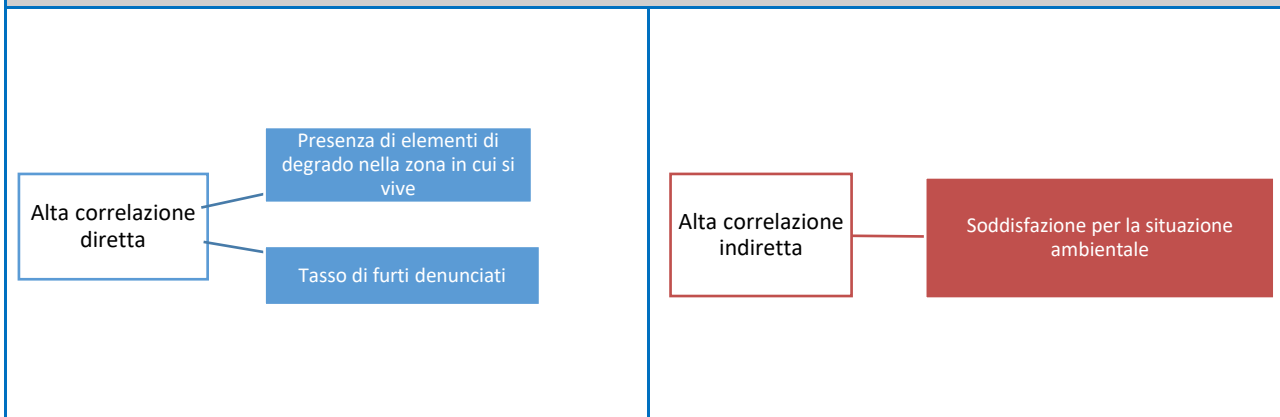 Alta correlazione
diretta
Presenza di elementi di
degrado nella zona in cui si
vive
Tasso di furti denunciati
Alta correlazione
indiretta
Soddisfazione per la situazione
ambientale